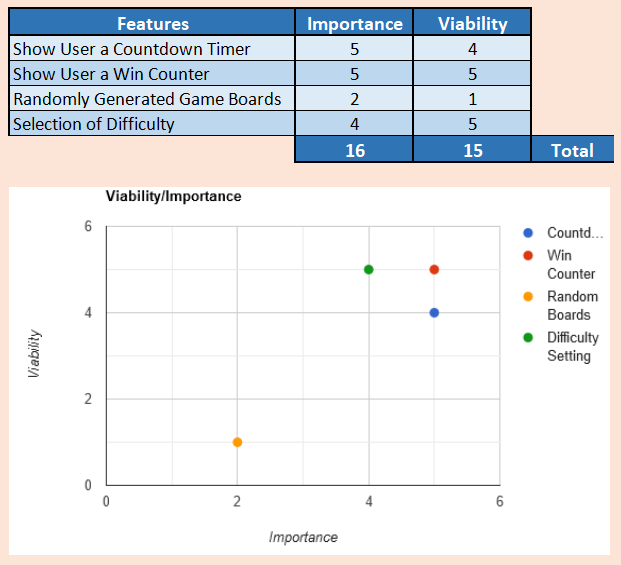 Features Importance Viability
Show User a Countdown Timer 5 4
Show User a Win Counter 5 5
Randomly Generated Game Boards 2 1
Selection of Difficulty 4 5
16 15 Total
Viability/Importance
6
4
2
0
Viability
0 2 4 6
Importance
Countd...
Win
Counter
Random
Boards
Difficulty
Setting